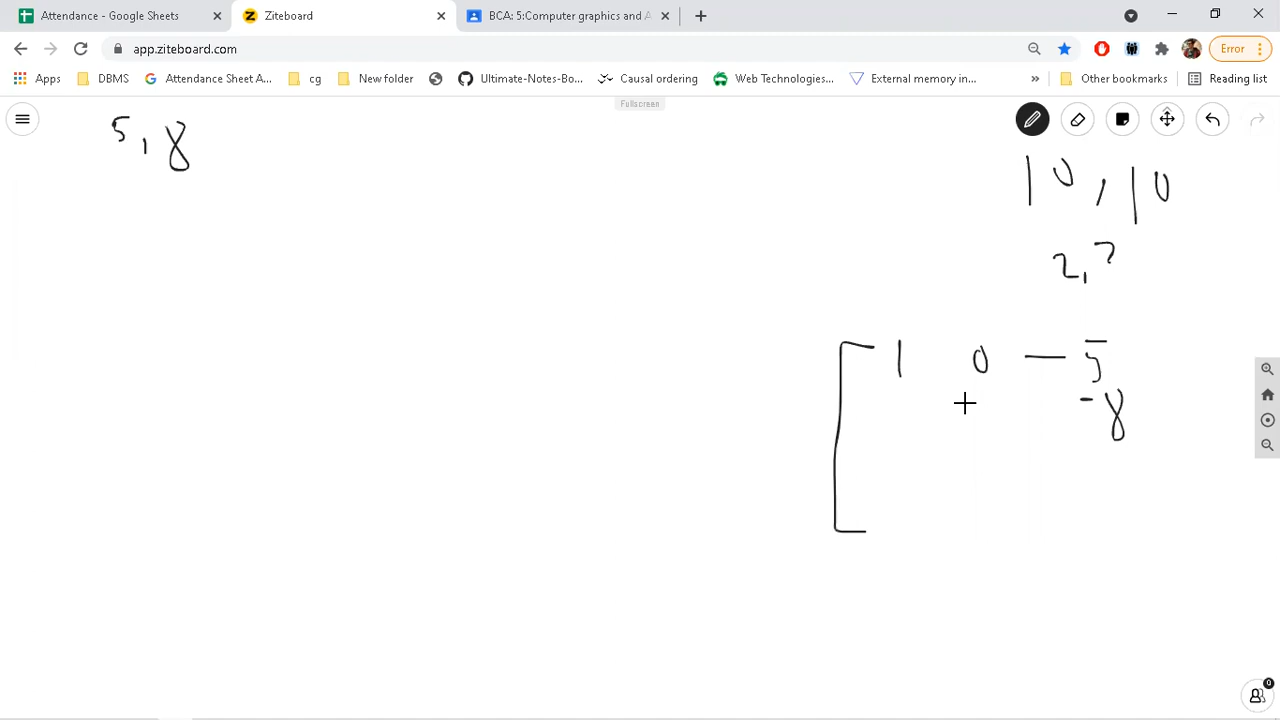 Attendance - Google Sheets
Ziteboard
BCA: 5:Computer graphics and A
app.ziteboard.com
Error
Apps
DBMS
Attendance Sheet A...
cg
New folder
Ultimate-Notes-Bo...
Causal ordering
Web Technologies...
External memory in...
»
Other bookmarks
Reading list
Fullscreen
5, 8
10, 10
2, ?
1 0 -5
-8
0